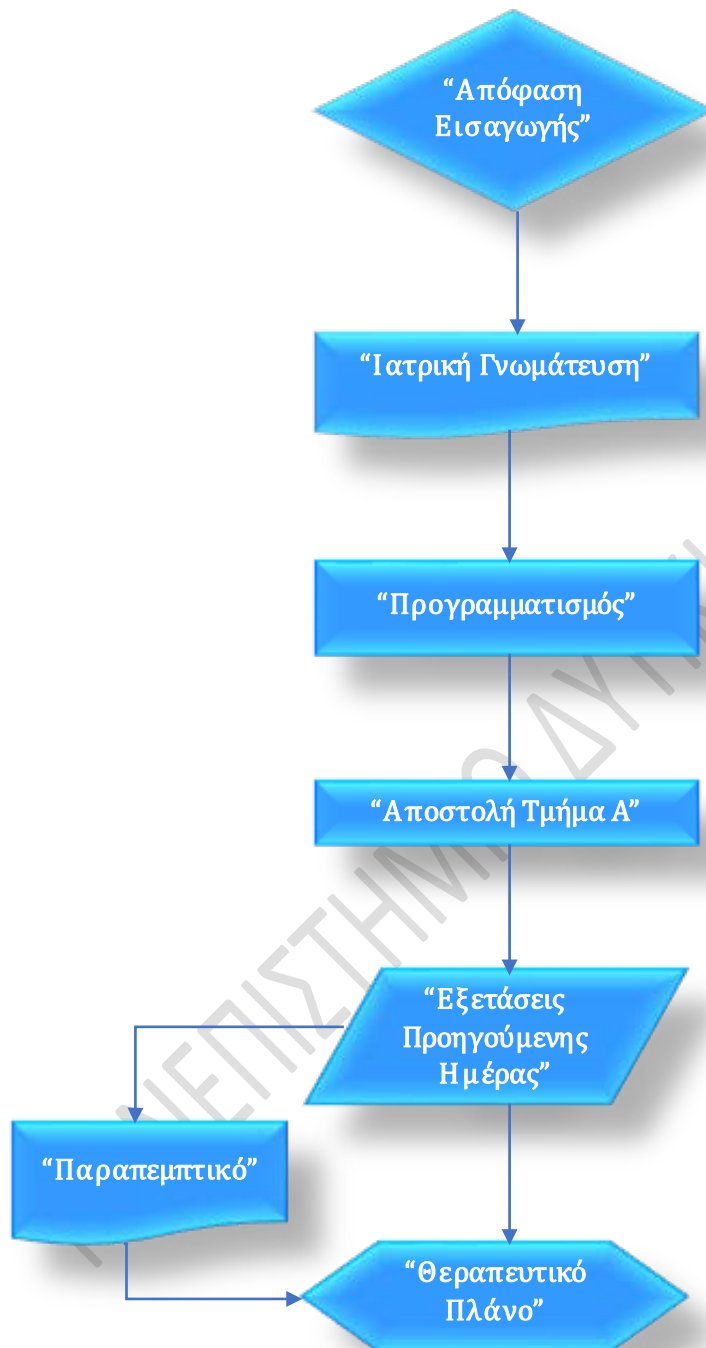 “Απόφαση
Εισαγωγής”
“Ιατρική Γνωμάτευση”
“Προγραμματισμός”
“Αποστολή Τμήμα Α”
“Εξετάσεις
Προηγούμενης
Ημέρας”
“Παραπεμπτικό”
“Θεραπευτικό
Πλάνο”